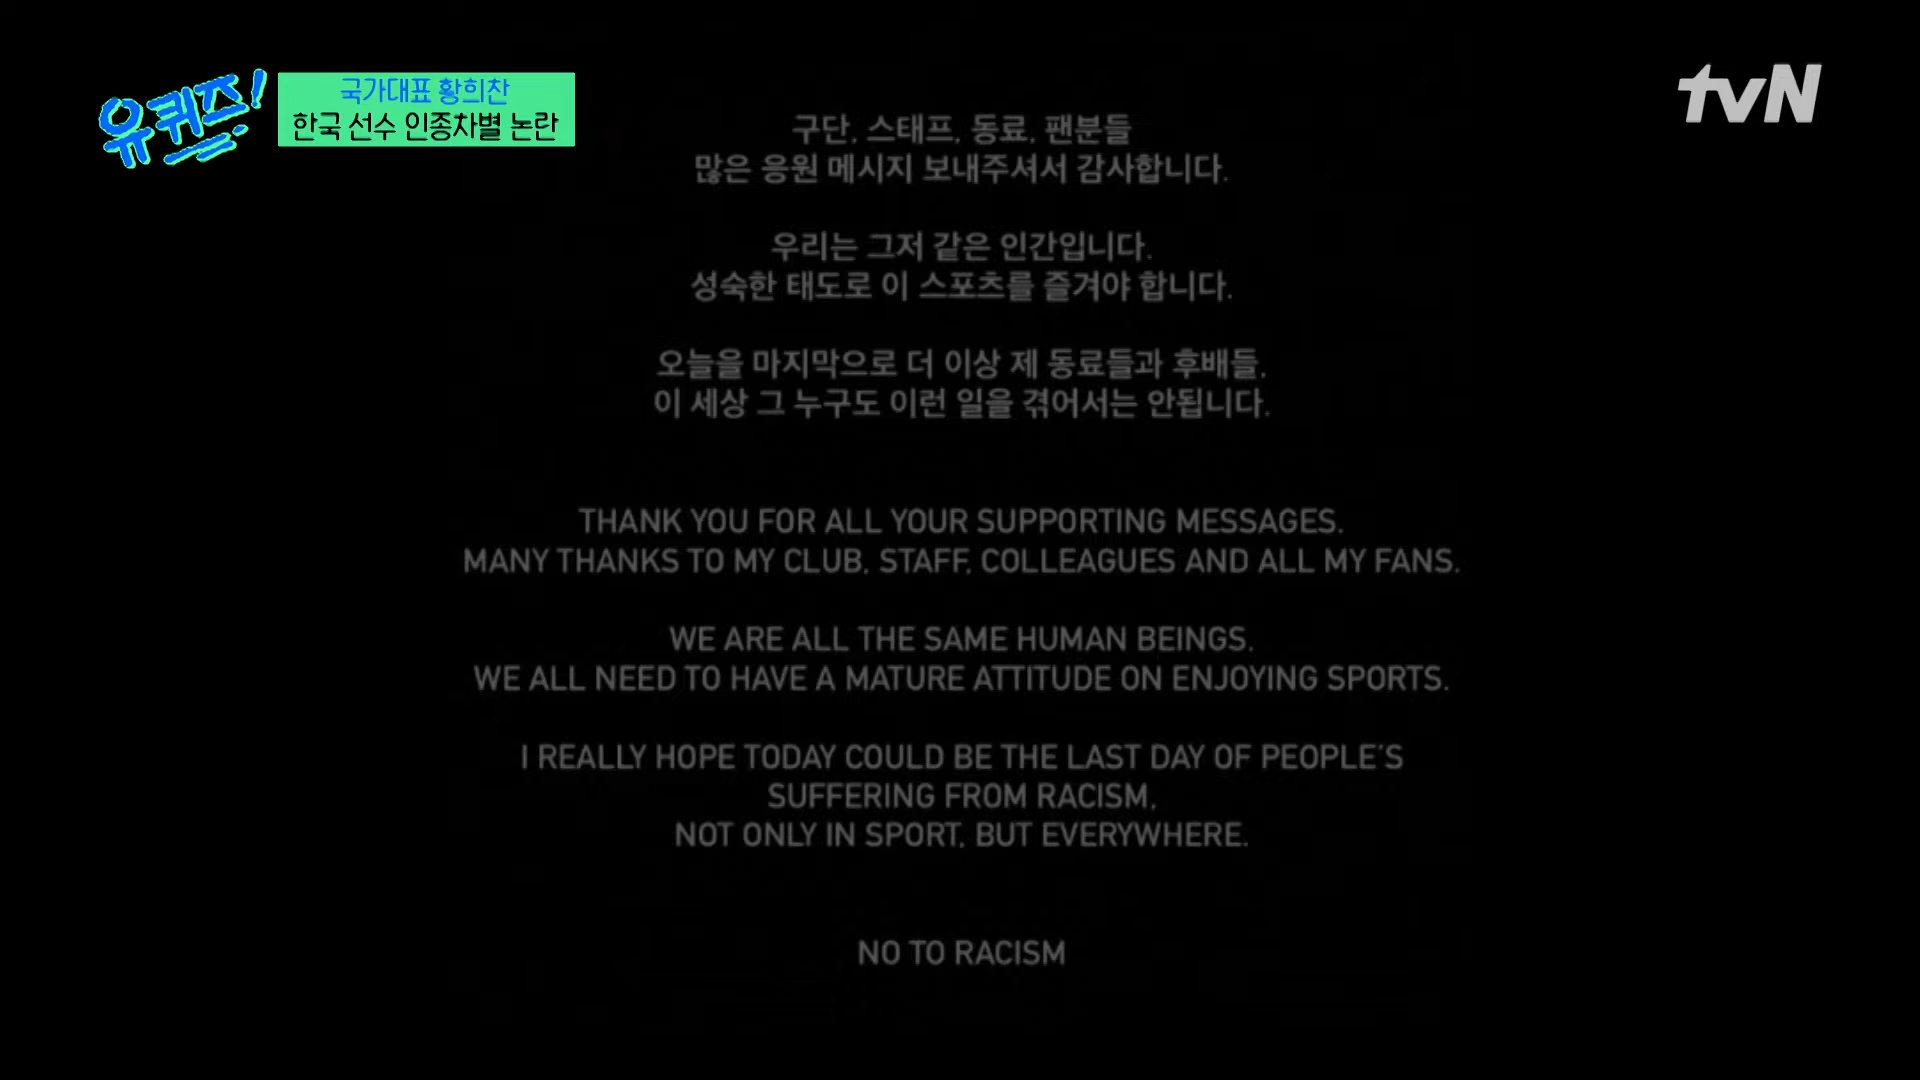 유퀴즈!
국가대표 황희찬
한국 선수 인종차별 논란
tvN
구단, 스태프, 동료, 팬분들
많은 응원 메시지 보내주셔서 감사합니다.
우리는 그저 같은 인간입니다.
성숙한 태도로 이 스포츠를 즐겨야 합니다.
오늘을 마지막으로 더 이상 제 동료들과 후배들,
이 세상 그 누구도 이런 일을 겪어서는 안됩니다.
THANK YOU FOR ALL YOUR SUPPORTING MESSAGES.
MANY THANKS TO MY CLUB, STAFF, COLLEAGUES AND ALL MY FANS.
WE ARE ALL THE SAME HUMAN BEINGS.
WE ALL NEED TO HAVE A MATURE ATTITUDE ON ENJOYING SPORTS.
I REALLY HOPE TODAY COULD BE THE LAST DAY OF PEOPLE'S
SUFFERING FROM RACISM,
NOT ONLY IN SPORT, BUT EVERYWHERE.
NO TO RACISM